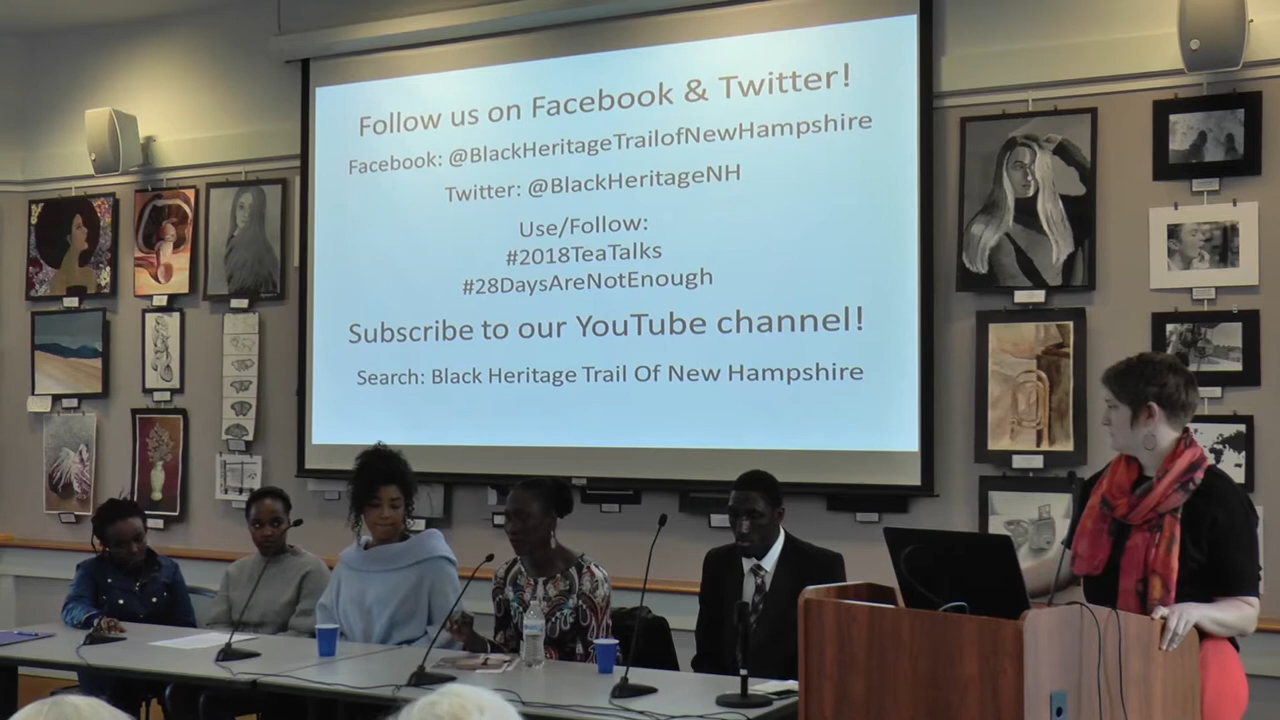 Follow us on Facebook & Twitter!
Facebook: @BlackHeritageTrailofNewHampshire
Twitter: @BlackHeritageNH
Use/Follow:
#2018TeaTalks
#28DaysAreNotEnough
Subscribe to our YouTube channel!
Search: Black Heritage Trail Of New Hampshire